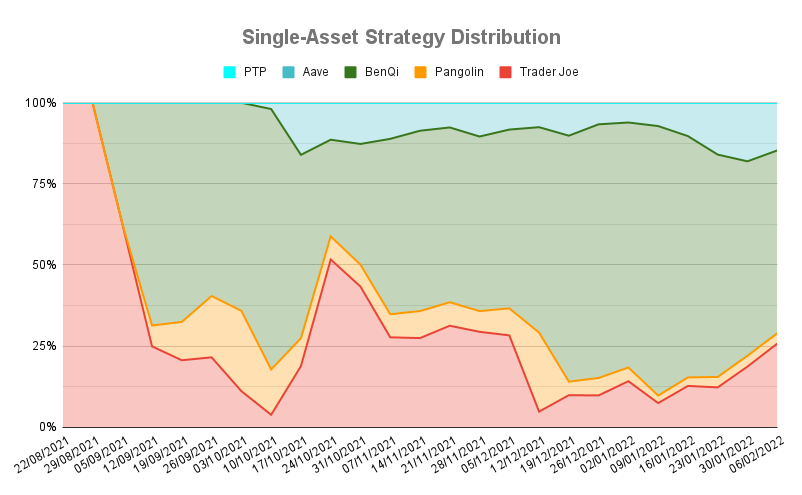 Single-Asset Strategy Distribution
PTP Aave BenQi Pangolin Trader Joe
100%
75%
50%
25%
0%
22/08/2021 29/08/2021 05/09/2021 12/09/2021 19/09/2021 26/09/2021 03/10/2021 10/10/2021 17/10/2021 24/10/2021 31/10/2021 07/11/2021 14/11/2021 21/11/2021 28/11/2021 05/12/2021 12/12/2021 19/12/2021 26/12/2021 02/01/2022 09/01/2022 16/01/2022 23/01/2022 30/01/2022 06/02/2022